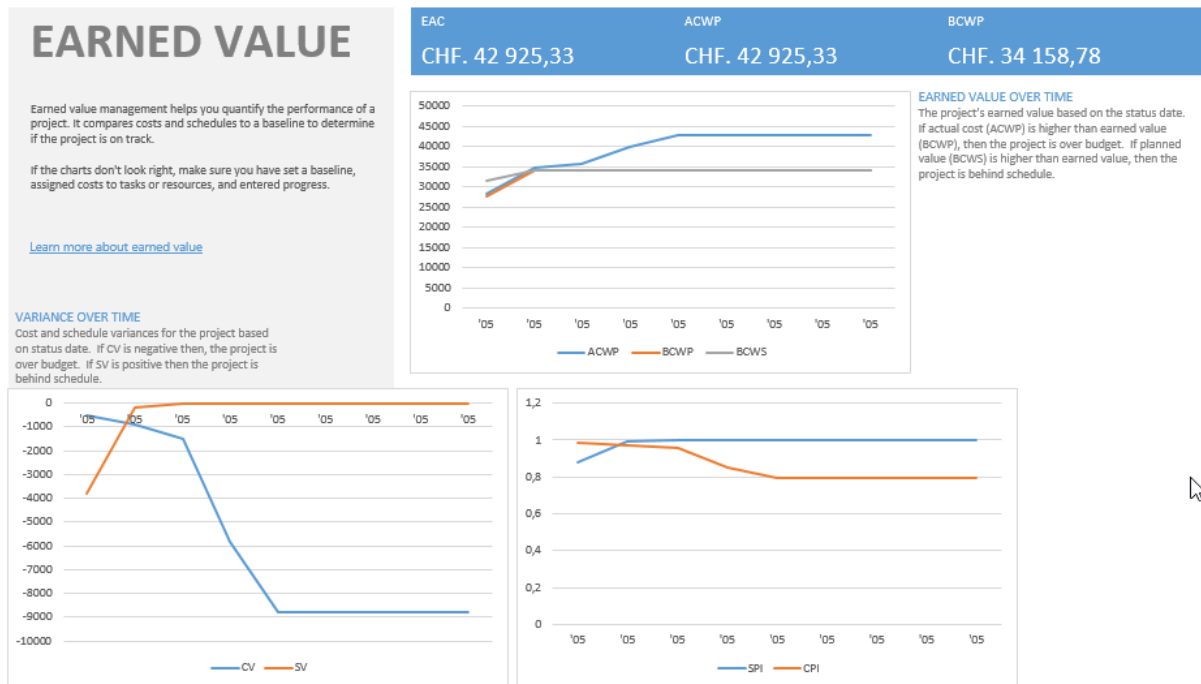 EARNED VALUE
Earned value management helps you quantify the performance of a
project. It compares costs and schedules to a baseline to determine
if the project is on track.
If the charts don't look right, make sure you have set a baseline,
assigned costs to tasks or resources, and entered progress.
Learn more about earned value
EAC ACWP BCWP
CHF. 42 925,33 CHF. 42 925,33 CHF. 34 158,78
50000
45000
40000
35000
30000
25000
20000
15000
10000
5000
0
'05 '05 '05 '05 '05 '05 '05 '05 '05
ACWP BCWP BCWS
EARNED VALUE OVER TIME
The project's earned value based on the status date.
If actual cost (ACWP) is higher than earned value
(BCWP), then the project is over budget. If planned
value (BCWS) is higher than earned value, then the
project is behind schedule.
VARIANCE OVER TIME
Cost and schedule variances for the project based
on status date. If CV is negative then, the project is
over budget. If SV is positive then the project is
behind schedule.
0
'05 '05 '05 '05 '05 '05 '05 '05 '05
-1000
-2000
-3000
-4000
-5000
-6000
-7000
-8000
-9000
-10000
CV SV
1,2
1
0,8
0,6
0,4
0,2
0
'05 '05 '05 '05 '05 '05 '05 '05 '05
SPI CPI